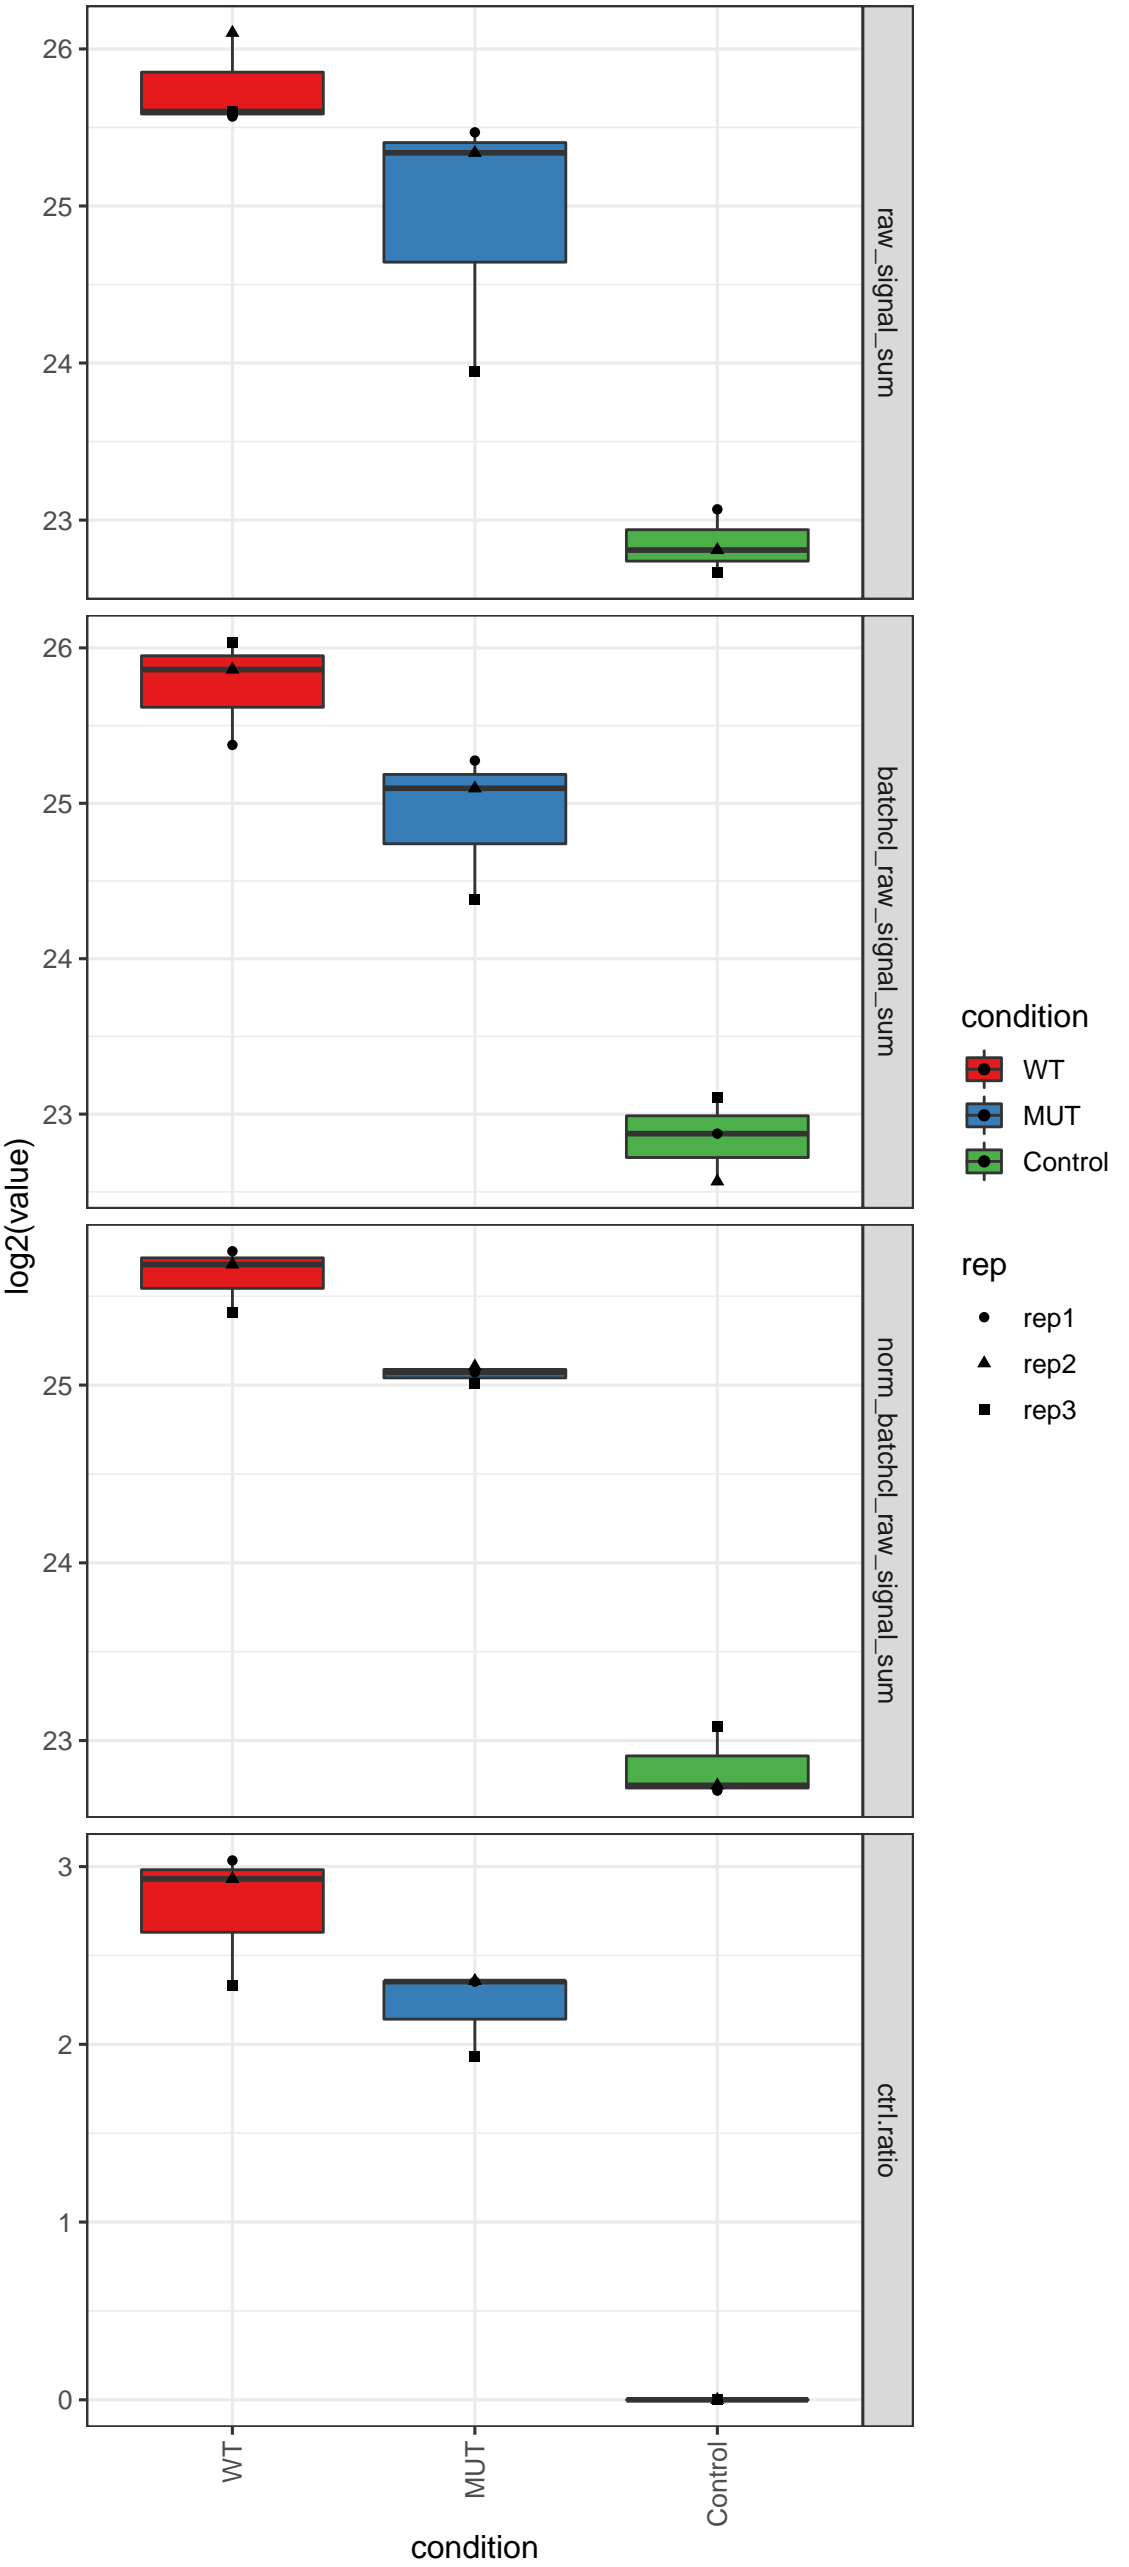 26
25
24
23
raw_signal_sum
26
25
24
23
batchcl_raw_signal_sum
25
24
23
norm_batchcl_raw_signal_sum
3
2
1
0
ctrl.ratio
log2(value)
WT
MUT
Control
condition
condition
WT
MUT
Control
rep
rep1
rep2
rep3